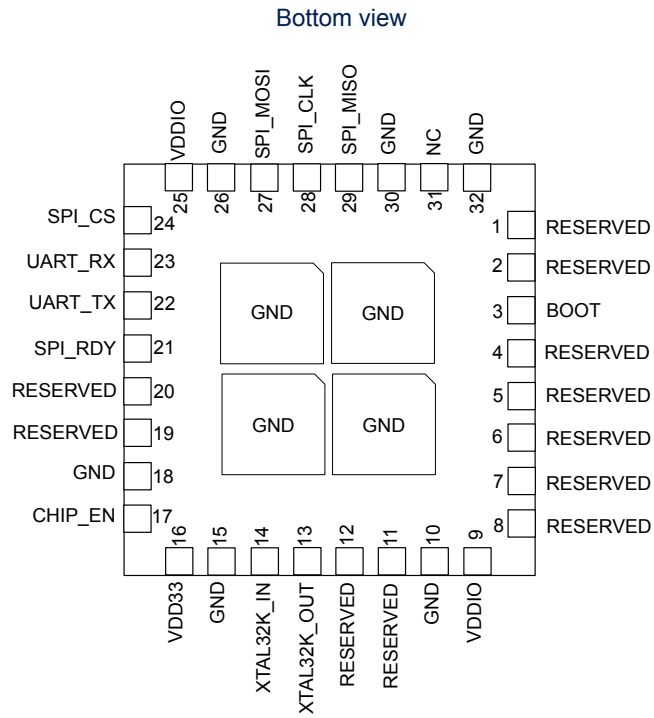 Bottom view
VDDIO
GND
SPI_MOSI
SPI_CLK
SPI_MISO
GND
NC
GND
25
26
27
28
29
30
31
32
SPI_CS 24
UART_RX 23
UART_TX 22
SPI_RDY 21
RESERVED 20
RESERVED 19
GND 18
CHIP_EN 17
GND GND
GND GND
1 RESERVED
2 RESERVED
3 BOOT
4 RESERVED
5 RESERVED
6 RESERVED
7 RESERVED
8 RESERVED
16
15
14
13
12
11
10
9
VDD33
GND
XTAL32K_IN
XTAL32K_OUT
RESERVED
RESERVED
GND
VDDIO